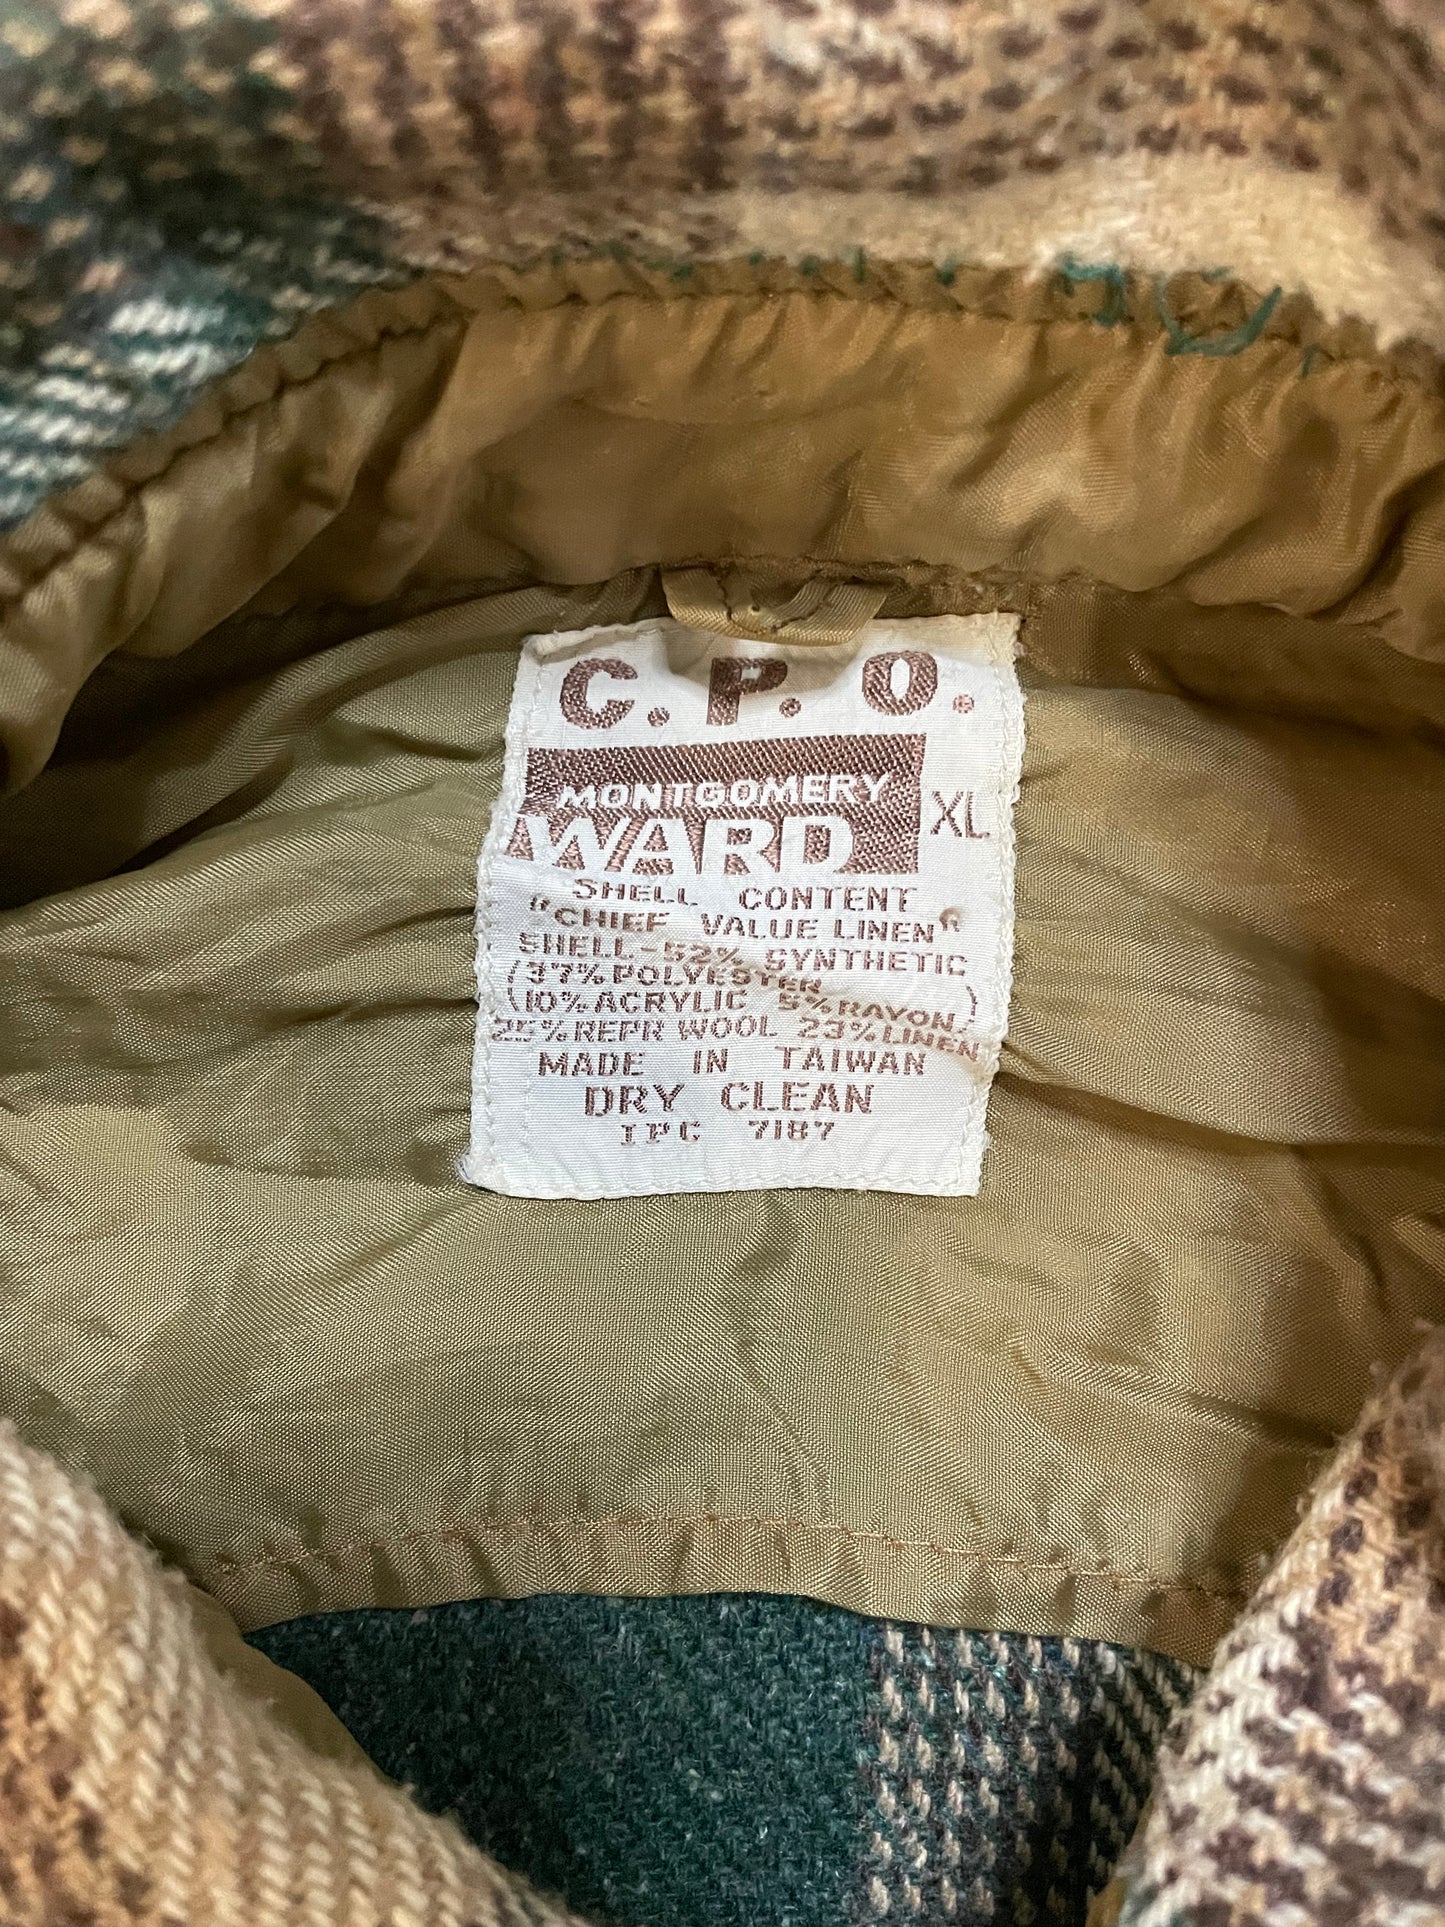 C. P. O.
MONTGOMERY
WARD XL
SHELL CONTENT
"CHIEF VALUE LINEN"
SHELL-52% SYNTHETIC
(37% POLYESTER
(10% ACRYLIC 5% RAYON)
25% REPR WOOL 23% LINEN
MADE IN TAIWAN
DRY CLEAN
IPC 7187